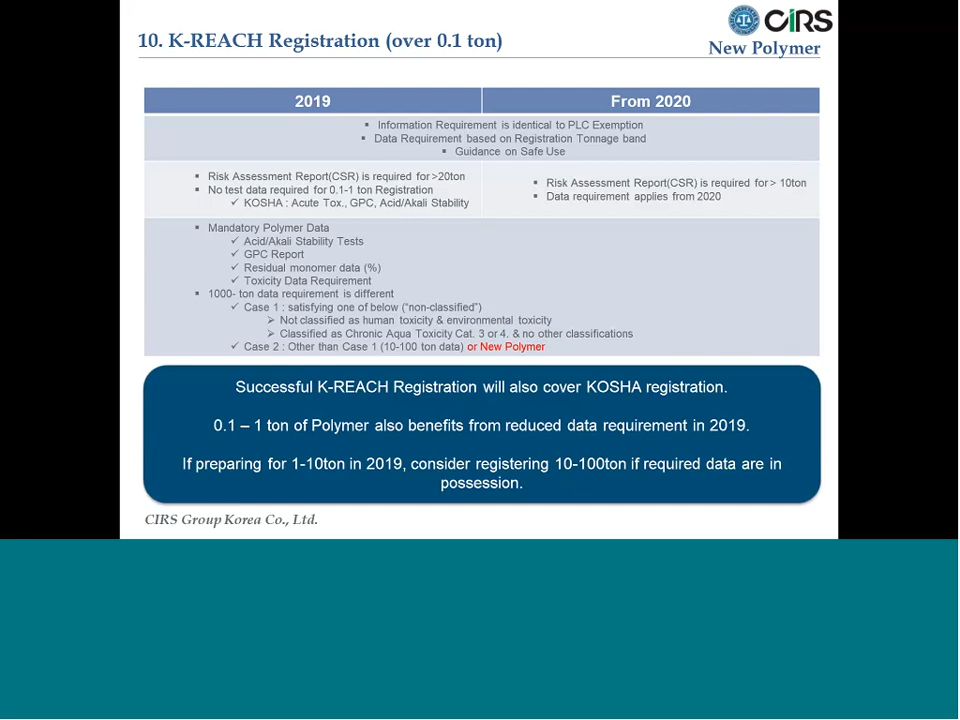 10. K-REACH Registration (over 0.1 ton)
CIRS
New Polymer
2019
From 2020
Information Requirement is identical to PLC Exemption
Data Requirement based on Registration Tonnage band
Guidance on Safe Use
Risk Assessment Report(CSR) is required for >20ton
No test data required for 0.1-1 ton Registration
KOSHA : Acute Tox., GPC, Acid/Akali Stability
Risk Assessment Report(CSR) is required for > 10ton
Data requirement applies from 2020
Mandatory Polymer Data
Acid/Akali Stability Tests
GPC Report
Residual monomer data (%)
Toxicity Data Requirement
1000- ton data requirement is different
Case 1 : satisfying one of below (“non-classified”)
Not classified as human toxicity & environmental toxicity
Classified as Chronic Aqua Toxicity Cat. 3 or 4. & no other classifications
Case 2 : Other than Case 1 (10-100 ton data) or New Polymer
Successful K-REACH Registration will also cover KOSHA registration.
0.1 – 1 ton of Polymer also benefits from reduced data requirement in 2019.
If preparing for 1-10ton in 2019, consider registering 10-100ton if required data are in
possession.
CIRS Group Korea Co., Ltd.